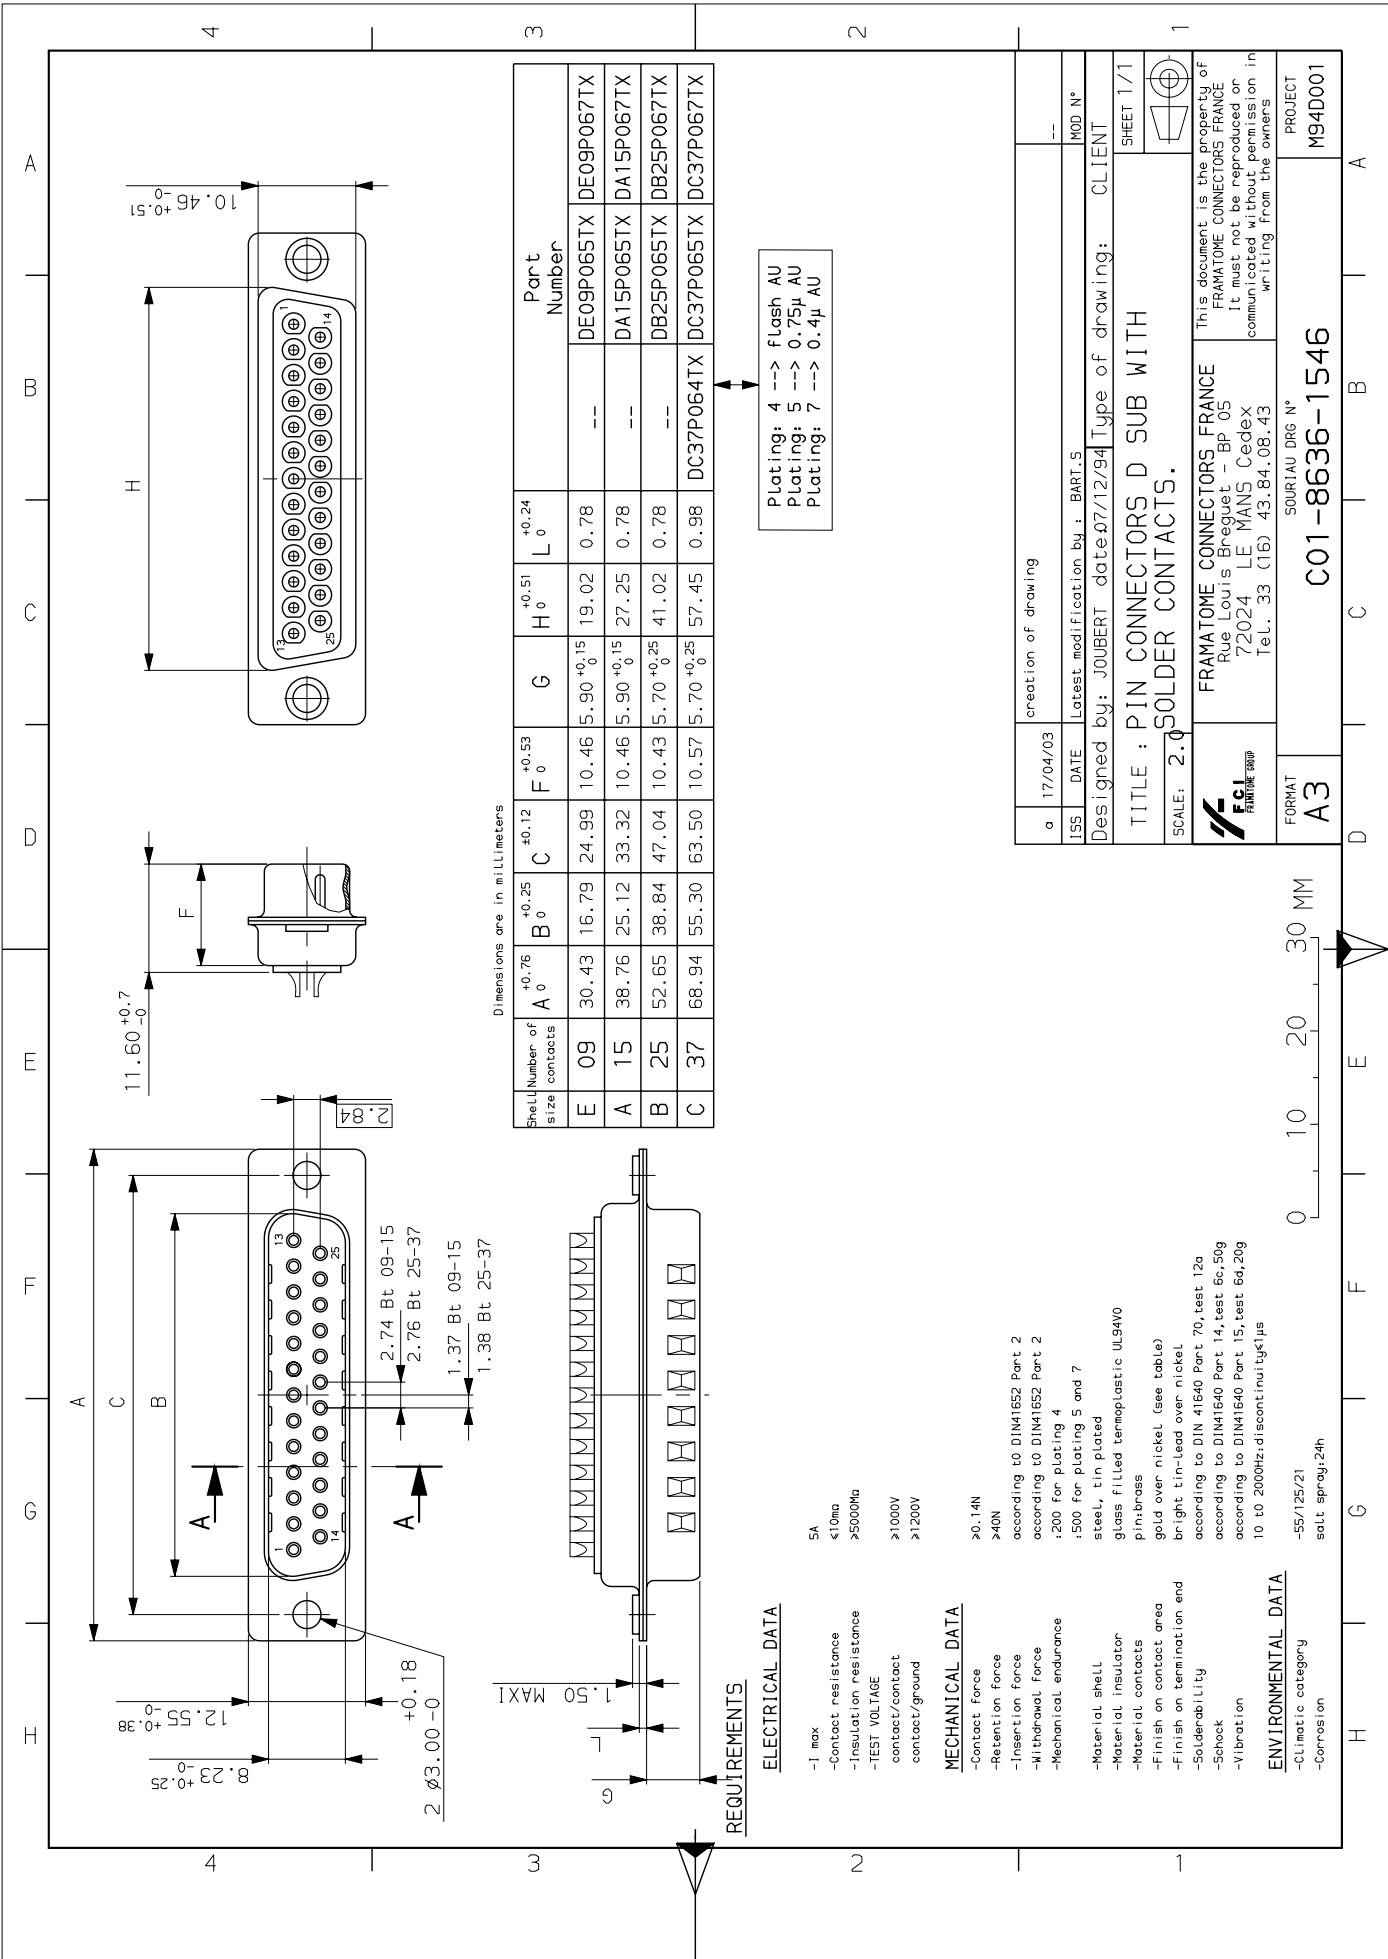 H G F E D C B A
4 3 2 1
4 3 2 1
H G F E D C B A
A
C
B
A
A
1
13
14
25
12.55 +0.38 -0
8.23 +0.25 -0
2 ø3.00 +0.18 -0
2.84
2.74 Bt 09-15
2.76 Bt 25-37
1.37 Bt 09-15
1.38 Bt 25-37
11.60 +0.7 -0
F
H
10.46 +0.51 -0
13
1
25
14
1.50 MAXI
L
G
Dimensions are in millimeters
Shell size | Number of contacts | A +0.76 0 | B +0.25 0 | C ±0.12 | F +0.53 0 | G | H +0.51 0 | L +0.24 0 | Part Number
E 09 30.43 16.79 24.99 10.46 5.90 +0.15 0 19.02 0.78 -- DE09P065TX DE09P067TX
A 15 38.76 25.12 33.32 10.46 5.90 +0.15 0 27.25 0.78 -- DA15P065TX DA15P067TX
B 25 52.65 38.84 47.04 10.43 5.70 +0.25 0 41.02 0.78 -- DB25P065TX DB25P067TX
C 37 68.94 55.30 63.50 10.57 5.70 +0.25 0 57.45 0.98 DC37P064TX DC37P065TX DC37P067TX
Plating: 4 ---> flash AU
Plating: 5 ---> 0.75µ AU
Plating: 7 ---> 0.4µ AU
REQUIREMENTS
ELECTRICAL DATA
-I max 5A
-Contact resistance ≤10mΩ
-Insulation resistance ≥5000MΩ
-TEST VOLTAGE
contact/contact ≥1000V
contact/ground ≥1200V
MECHANICAL DATA
-Contact force ≥0.14N
-Retention force ≥40N
-Insertion force according to DIN41652 Part 2
-Withdrawal force according to DIN41652 Part 2
-Mechanical endurance :200 for plating 4
:500 for plating 5 and 7
-Material shell steel, tin plated
-Material insulator glass filled termoplastic UL94V0
-Material contacts pin:brass
-Finish on contact area gold over nickel (see table)
-Finish on termination end bright tin-lead over nickel
-Solderability according to DIN 41640 Part 70,test 12a
-Schock according to DIN41640 Part 14,test 6c,50g
-Vibration according to DIN41640 Part 15,test 6d,20g
10 to 2000Hz:discontinuity≤1µs
ENVIRONMENTAL DATA
-Climatic category -55/125/21
-Corrosion salt spray:24h
0 10 20 30 MM
a 17/04/03 creation of drawing --
ISS DATE Latest modification by : BART.S MOD N°
Designed by: JOUBERT date:07/12/94 Type of drawing: CLIENT
TITLE : PIN CONNECTORS D SUB WITH
SOLDER CONTACTS.
SHEET 1/1
SCALE: 2.0
FCI
FRAMATOME GROUP
FRAMATOME CONNECTORS FRANCE
Rue Louis Breguet - BP 05
72024 LE MANS Cedex
Tel. 33 (16) 43.84.08.43
This document is the property of
FRAMATOME CONNECTORS FRANCE
It must not be reproduced or
communicated without permission in
writing from the owners
FORMAT
A3
SOURIAU DRG N°
C01-8636-1546
PROJECT
M94D001